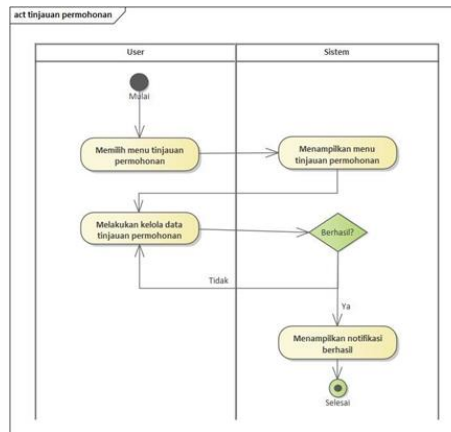 act tinjauan permohonan
User
Sistem
Mulai
Memilih menu tinjauan
permohonan
Menampilkan menu
tinjauan permohonan
Melakukan kelola data
tinjauan permohonan
Berhasil?
Tidak
Ya
Menampilkan notifikasi
berhasil
Selesai